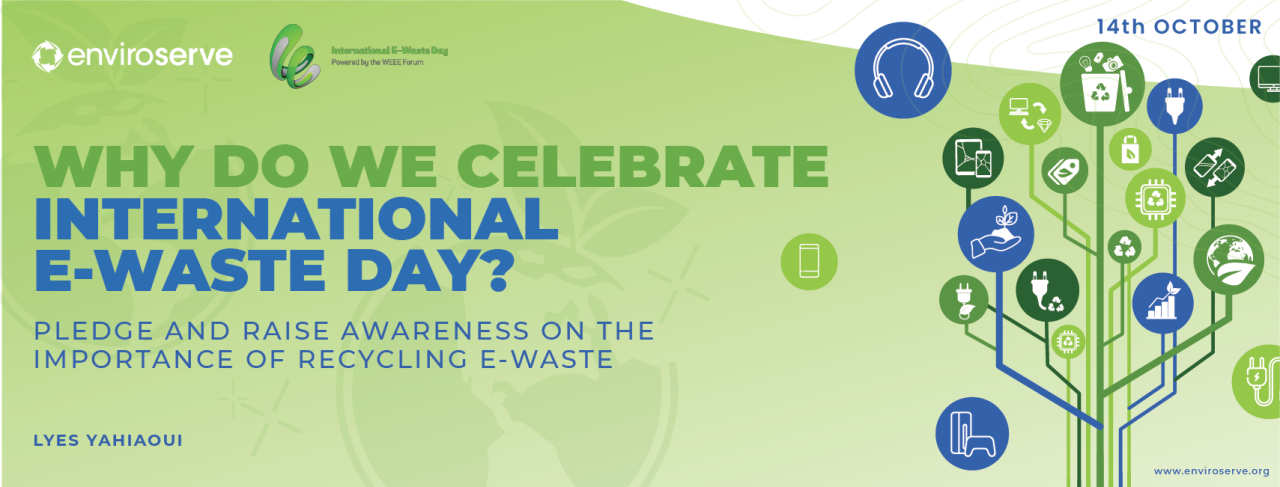 enviroserve
International E-Waste Day
Powered by the WEEE Forum
14th OCTOBER
WHY DO WE CELEBRATE
INTERNATIONAL
E-WASTE DAY?
PLEDGE AND RAISE AWARENESS ON THE
IMPORTANCE OF RECYCLING E-WASTE
LYES YAHIAOUI
www.enviroserve.org